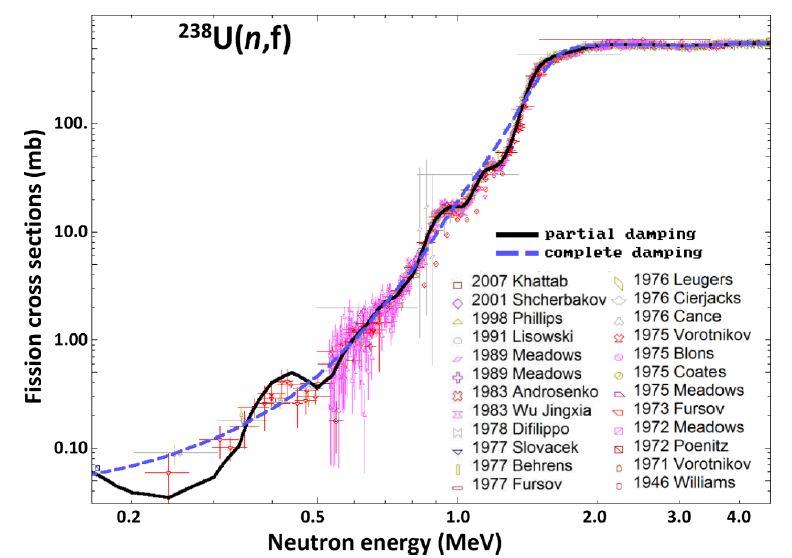 ²³⁸U(n,f)
Fission cross sections (mb)
100.
10.0
1.00
0.10
partial damping
complete damping
2007 Khattab
2001 Shcherbakov
1998 Phillips
1991 Lisowski
1989 Meadows
1989 Meadows
1983 Androsenko
1983 Wu Jingxia
1978 Difilippo
1977 Slovacek
1977 Behrens
1977 Fursov
1976 Leugers
1976 Cierjacks
1976 Cance
1975 Vorotnikov
1975 Blons
1975 Coates
1975 Meadows
1973 Fursov
1972 Meadows
1972 Poenitz
1971 Vorotnikov
1946 Williams
0.2 0.5 1.0 2.0 3.0 4.0
Neutron energy (MeV)